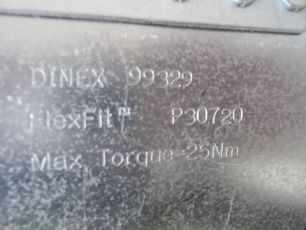 DINEX 99329
FlexFit™ P30720
Max Torque=25Nm